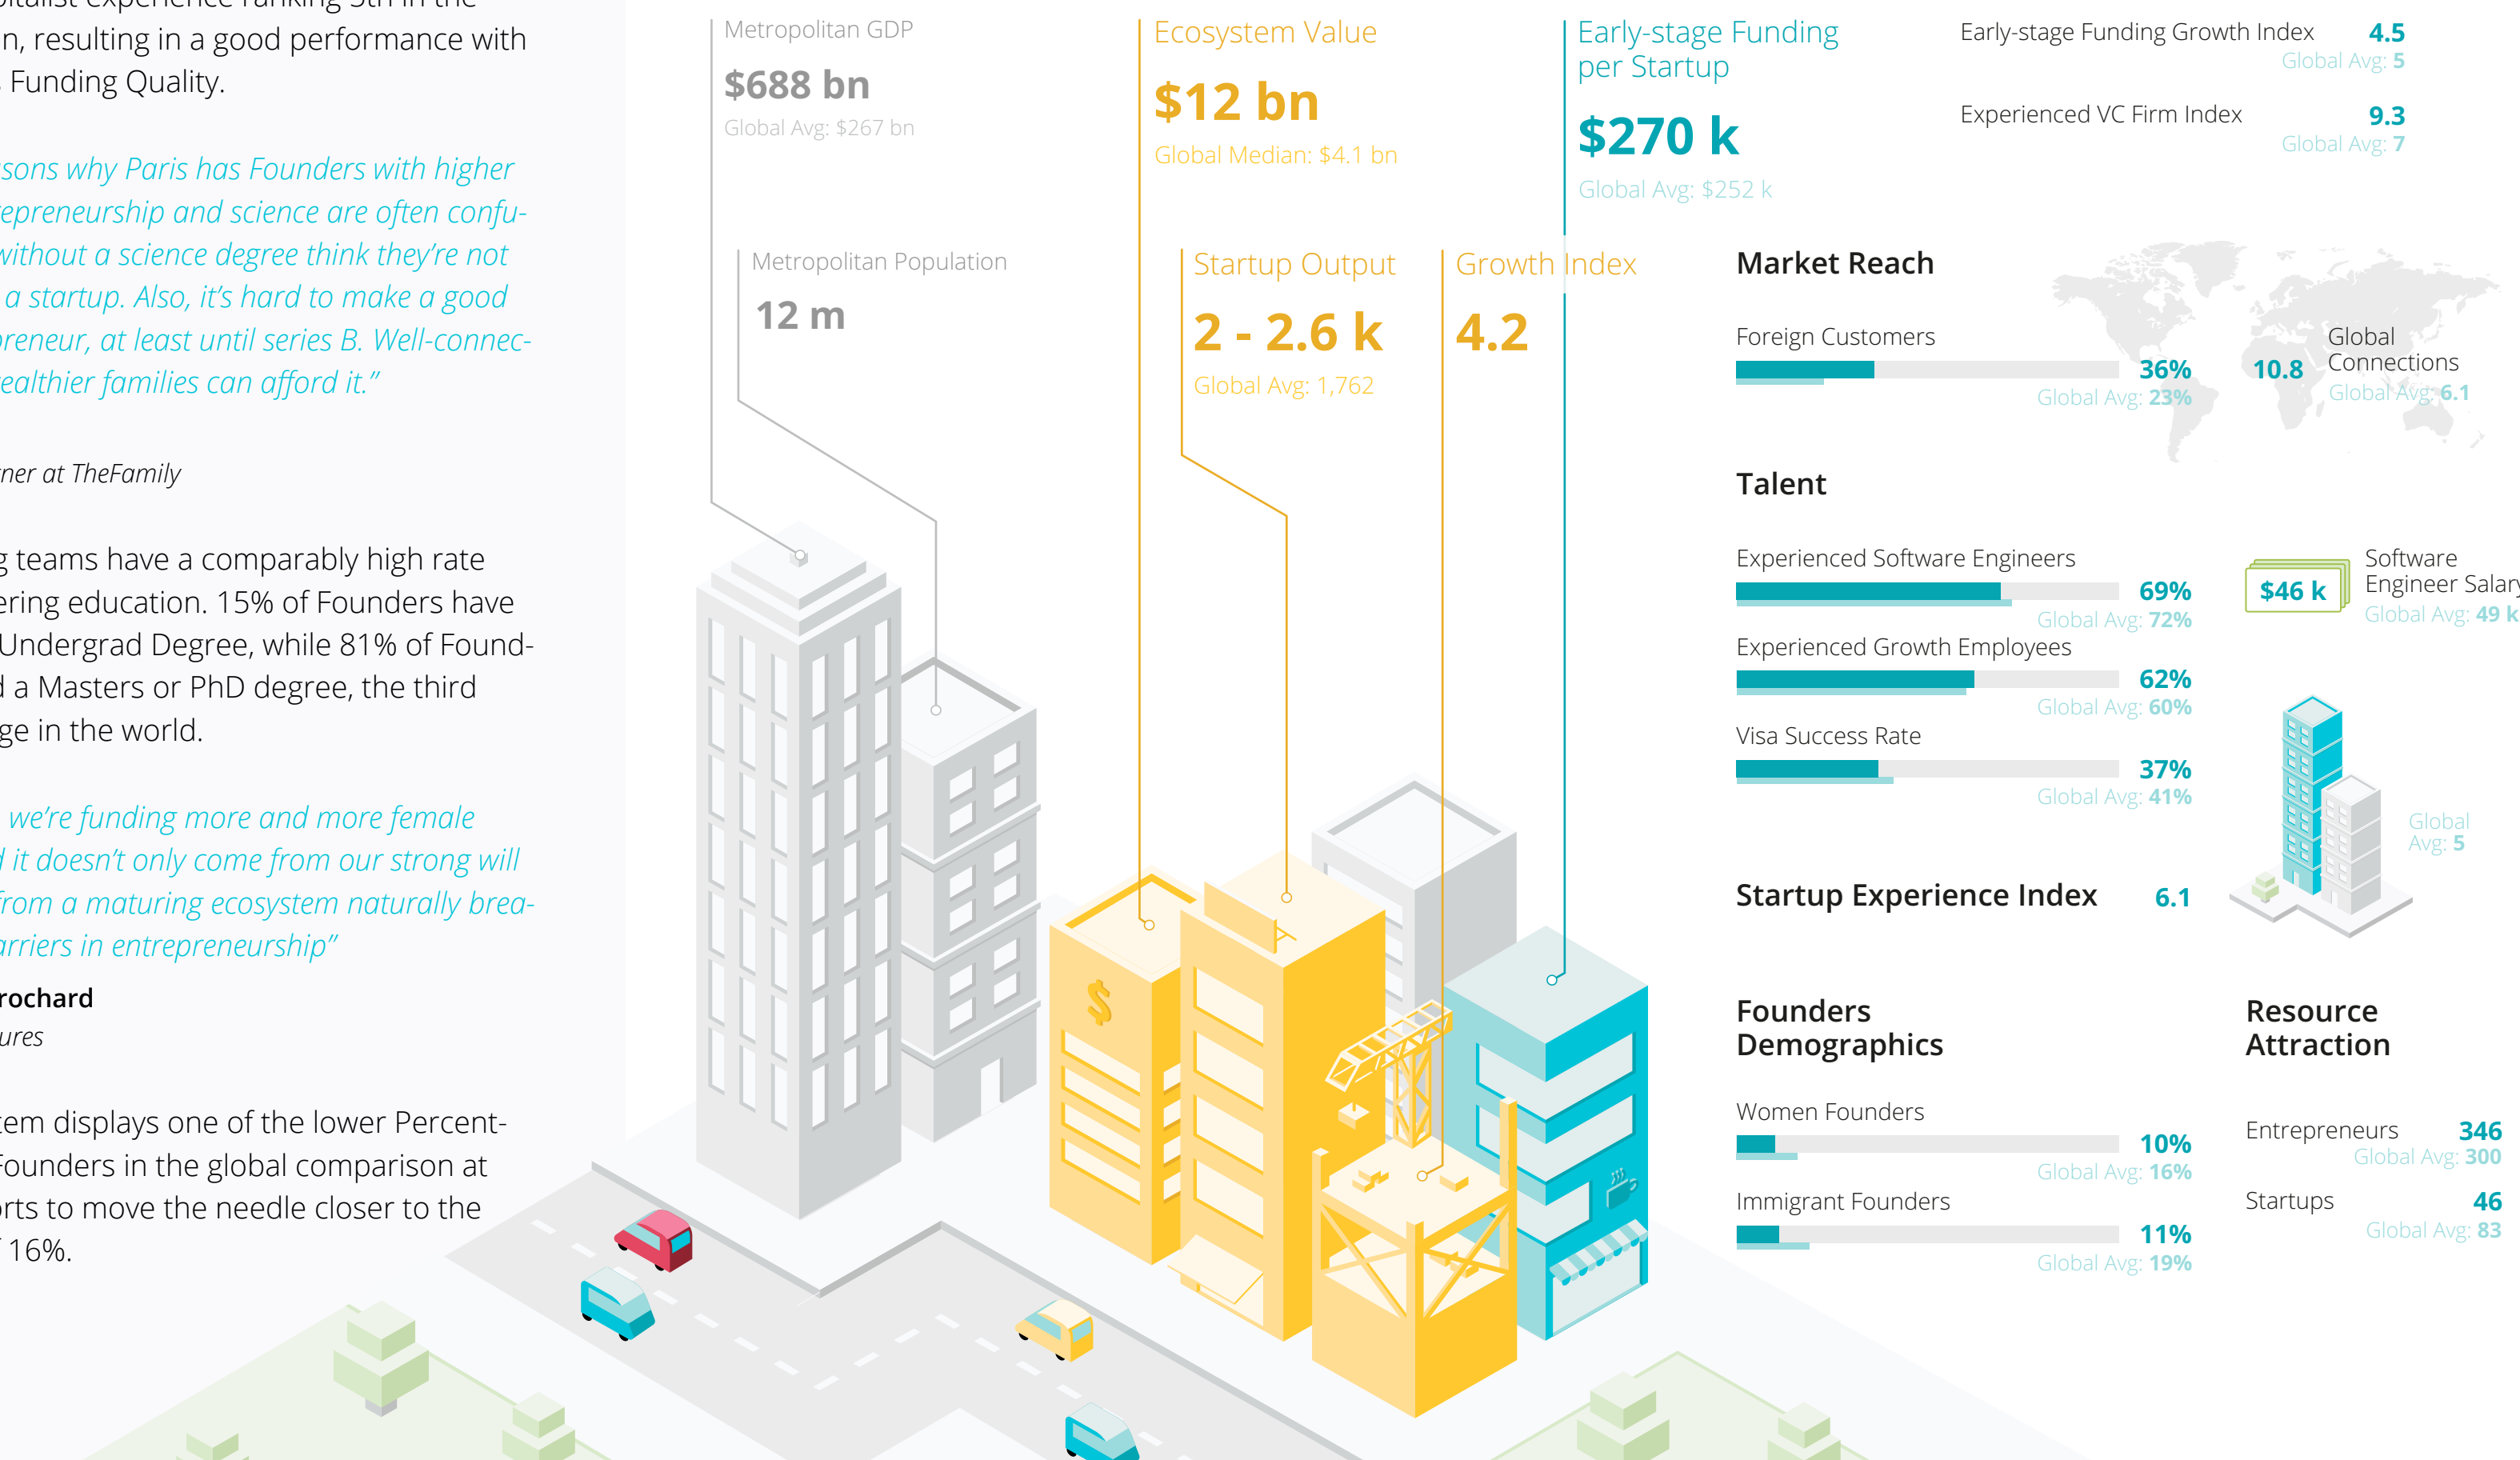 n, resulting in a good performance with
Funding Quality.
sons why Paris has Founders with higher
epreneurship and science are often confu-
without a science degree think they're not
a startup. Also, it's hard to make a good
preneur, at least until series B. Well-connec-
ealthier families can afford it.”
ner at TheFamily
g teams have a comparably high rate
ering education. 15% of Founders have
Undergrad Degree, while 81% of Found-
d a Masters or PhD degree, the third
ge in the world.
we're funding more and more female
d it doesn't only come from our strong will
from a maturing ecosystem naturally brea-
arriers in entrepreneurship”
rochard
ures
tem displays one of the lower Percent-
Founders in the global comparison at
orts to move the needle closer to the
16%.
Metropolitan GDP
$688 bn
Global Avg: $267 bn
Metropolitan Population
12 m
Ecosystem Value
$12 bn
Global Median: $4.1 bn
Startup Output
2 - 2.6 k
Global Avg: 1,762
Growth Index
4.2
Early-stage Funding
per Startup
$270 k
Global Avg: $252 k
Early-stage Funding Growth Index 4.5
Global Avg: 5
Experienced VC Firm Index 9.3
Global Avg: 7
Market Reach
Foreign Customers
36%
Global Avg: 23%
10.8
Global
Connections
Global Avg: 6.1
Talent
Experienced Software Engineers
69%
Global Avg: 72%
Experienced Growth Employees
62%
Global Avg: 60%
Visa Success Rate
37%
Global Avg: 41%
$46 k
Software
Engineer Salary
Global Avg: 49 k
Startup Experience Index 6.1
Global
Avg: 5
Founders
Demographics
Women Founders
10%
Global Avg: 16%
Immigrant Founders
11%
Global Avg: 19%
Resource
Attraction
Entrepreneurs 346
Global Avg: 300
Startups 46
Global Avg: 83
$